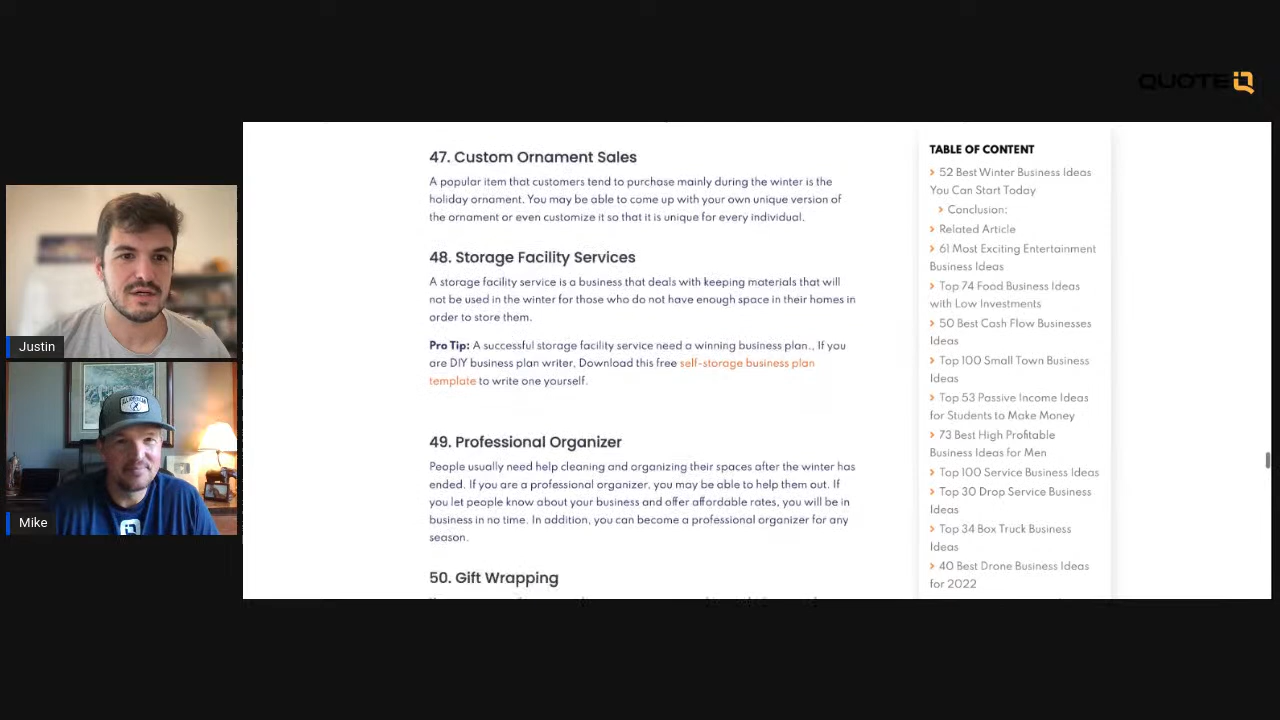 QUOTE IQ
Justin
Mike
47. Custom Ornament Sales
A popular item that customers tend to purchase mainly during the winter is the
holiday ornament. You may be able to come up with your own unique version of
the ornament or even customize it so that it is unique for every individual.
48. Storage Facility Services
A storage facility service is a business that deals with keeping materials that will
not be used in the winter for those who do not have enough space in their homes in
order to store them.
Pro Tip: A successful storage facility service need a winning business plan., If you
are DIY business plan writer, Download this free self-storage business plan
template to write one yourself.
49. Professional Organizer
People usually need help cleaning and organizing their spaces after the winter has
ended. If you are a professional organizer, you may be able to help them out. If
you let people know about your business and offer affordable rates, you will be in
business in no time. In addition, you can become a professional organizer for any
season.
50. Gift Wrapping
TABLE OF CONTENT
52 Best Winter Business Ideas
You Can Start Today
Conclusion:
Related Article
61 Most Exciting Entertainment
Business Ideas
Top 74 Food Business Ideas
with Low Investments
50 Best Cash Flow Businesses
Ideas
Top 100 Small Town Business
Ideas
Top 53 Passive Income Ideas
for Students to Make Money
73 Best High Profitable
Business Ideas for Men
Top 100 Service Business Ideas
Top 30 Drop Service Business
Ideas
Top 34 Box Truck Business
Ideas
40 Best Drone Business Ideas
for 2022